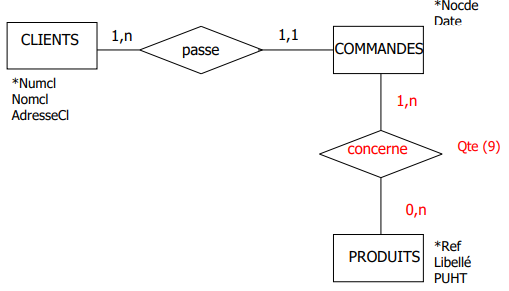 *Nocde
Date
CLIENTS
1,n
passe
1,1
COMMANDES
*Numcl
Nomcl
AdresseCl
1,n
concerne
Qte (9)
0,n
PRODUITS
*Ref
Libellé
PUHT